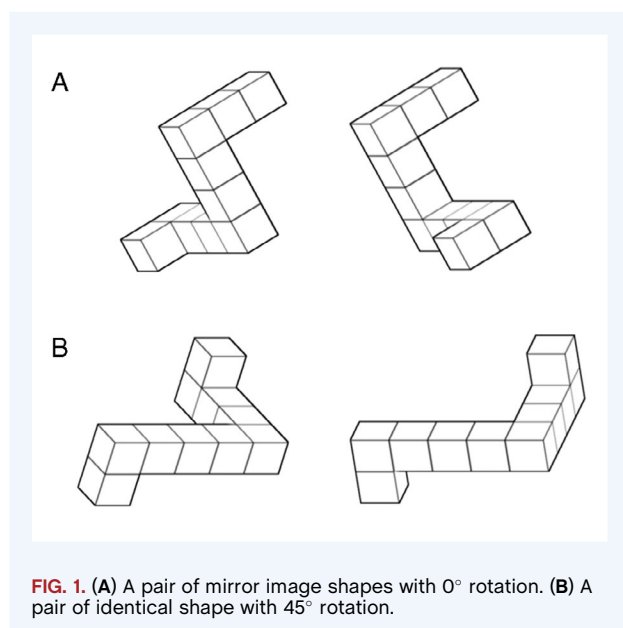 A
B
FIG. 1. (A) A pair of mirror image shapes with 0° rotation. (B) A
pair of identical shape with 45° rotation.